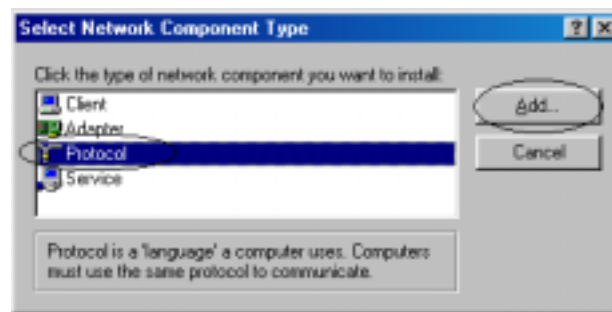 Select Network Component Type
Click the type of network component you want to install:
Client
Adapter
Protocol
Service
Add...
Cancel
Protocol is a 'language' a computer uses. Computers
must use the same protocol to communicate.